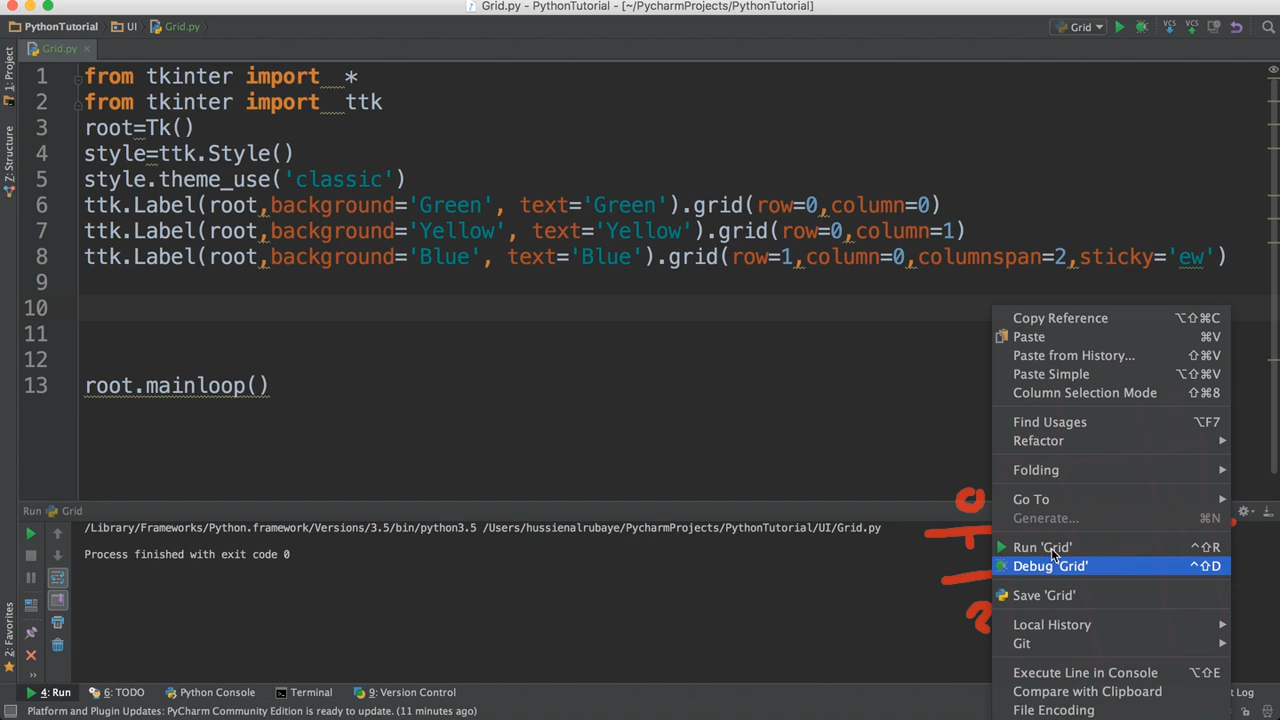 Grid.py - PythonTutorial - [~/PycharmProjects/PythonTutorial]
PythonTutorial UI Grid.py Grid
Grid.py
1: Project
Z: Structure
2: Favorites
1 from tkinter import *
2 from tkinter import ttk
3 root=Tk()
4 style=ttk.Style()
5 style.theme_use('classic')
6 ttk.Label(root,background='Green', text='Green').grid(row=0,column=0)
7 ttk.Label(root,background='Yellow', text='Yellow').grid(row=0,column=1)
8 ttk.Label(root,background='Blue', text='Blue').grid(row=1,column=0,columnspan=2,sticky='ew')
9
10
11
12
13 root.mainloop()
Copy Reference ⌥⇧⌘C
Paste ⌘V
Paste from History... ⇧⌘V
Paste Simple ⌥⇧⌘V
Column Selection Mode ⇧⌘8
Find Usages ⌥F7
Refactor
Folding
Go To
Generate... ⌘N
Run 'Grid' ^⇧R
Debug 'Grid' ^⇧D
Save 'Grid'
Local History
Git
Execute Line in Console ⌥⇧E
Compare with Clipboard
File Encoding
Run Grid
/Library/Frameworks/Python.framework/Versions/3.5/bin/python3.5 /Users/hussienalrubaye/PycharmProjects/PythonTutorial/UI/Grid.py
Process finished with exit code 0
4: Run 6: TODO Python Console Terminal 9: Version Control Log
Platform and Plugin Updates: PyCharm Community Edition is ready to update. (11 minutes ago)